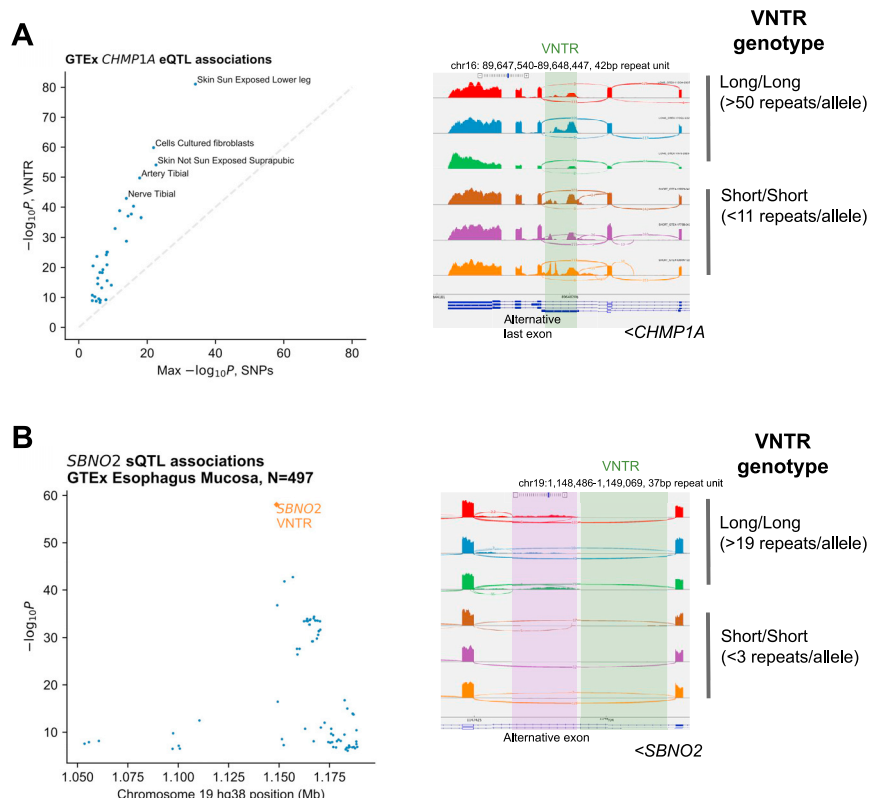 A
GTEx CHMP1A eQTL associations
80
70
60
50
40
30
20
10
0
−log10P, VNTR
Skin Sun Exposed Lower leg
Cells Cultured fibroblasts
Skin Not Sun Exposed Suprapubic
Artery Tibial
Nerve Tibial
0 20 40 60 80
Max −log10P, SNPs
VNTR
chr16: 89,647,540-89,648,447, 42bp repeat unit
Alternative
last exon
<CHMP1A
VNTR
genotype
Long/Long
(>50 repeats/allele)
Short/Short
(<11 repeats/allele)
B
SBNO2 sQTL associations
GTEx Esophagus Mucosa, N=497
60
50
40
30
20
10
−log10P
SBNO2
VNTR
1.050 1.075 1.100 1.125 1.150 1.175
Chromosome 19 hg38 position (Mb)
VNTR
chr19:1,148,486-1,149,069, 37bp repeat unit
Alternative exon
<SBNO2
VNTR
genotype
Long/Long
(>19 repeats/allele)
Short/Short
(<3 repeats/allele)